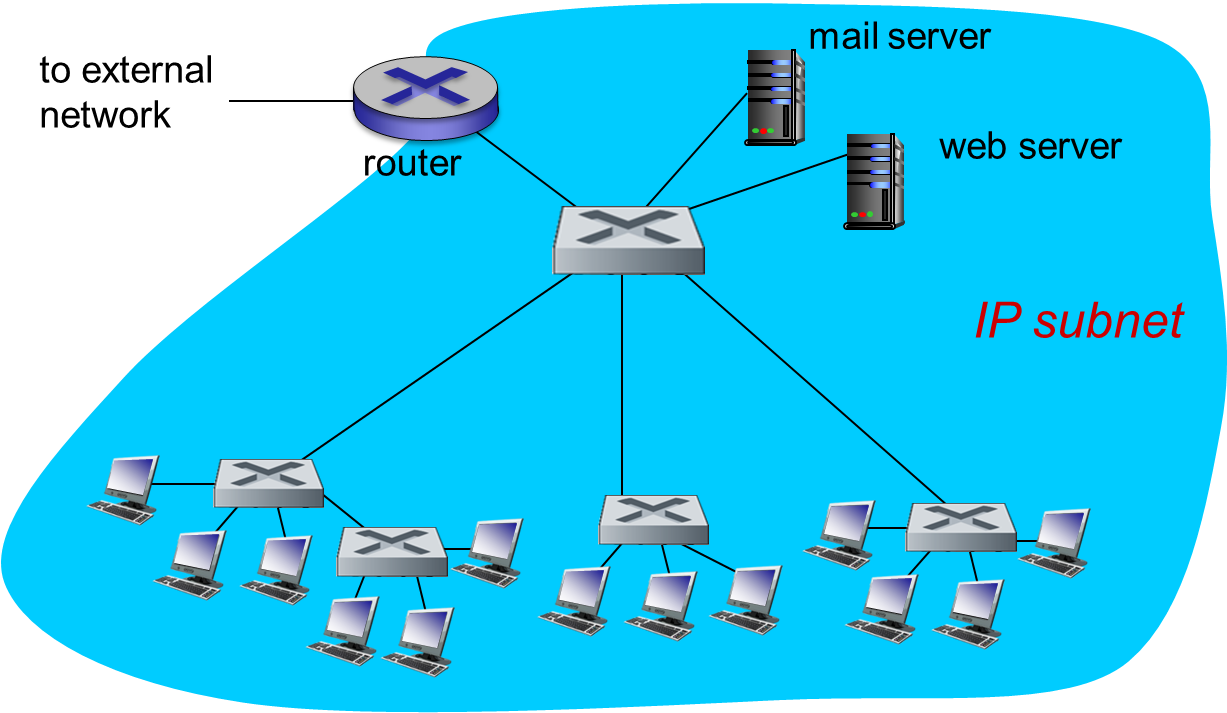 to external
network
router
mail server
web server
IP subnet